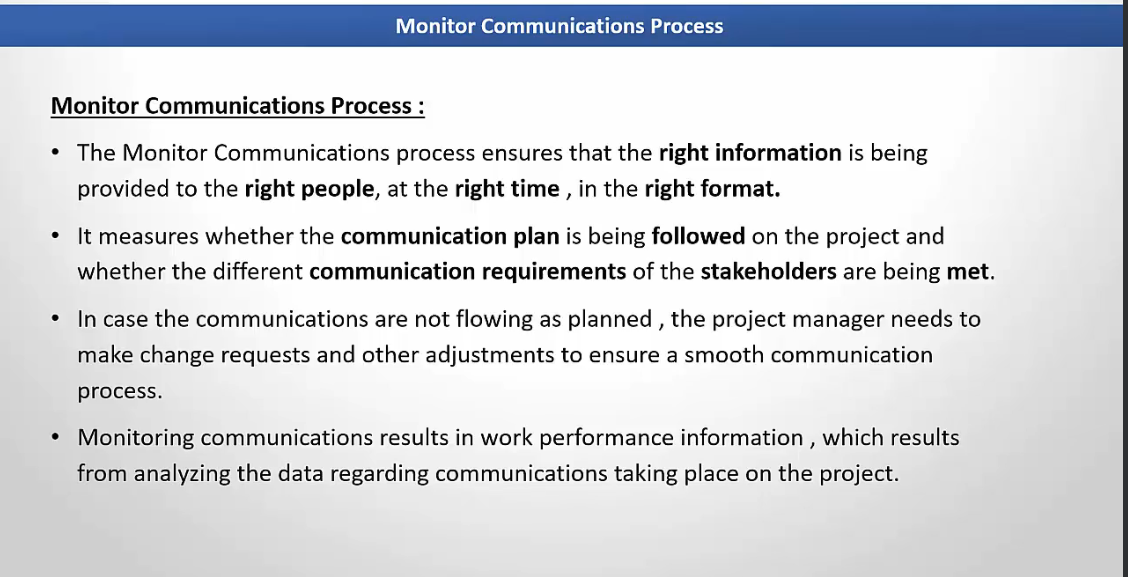 Monitor Communications Process
Monitor Communications Process :
• The Monitor Communications process ensures that the right information is being
provided to the right people, at the right time , in the right format.
• It measures whether the communication plan is being followed on the project and
whether the different communication requirements of the stakeholders are being met.
• In case the communications are not flowing as planned , the project manager needs to
make change requests and other adjustments to ensure a smooth communication
process.
• Monitoring communications results in work performance information , which results
from analyzing the data regarding communications taking place on the project.